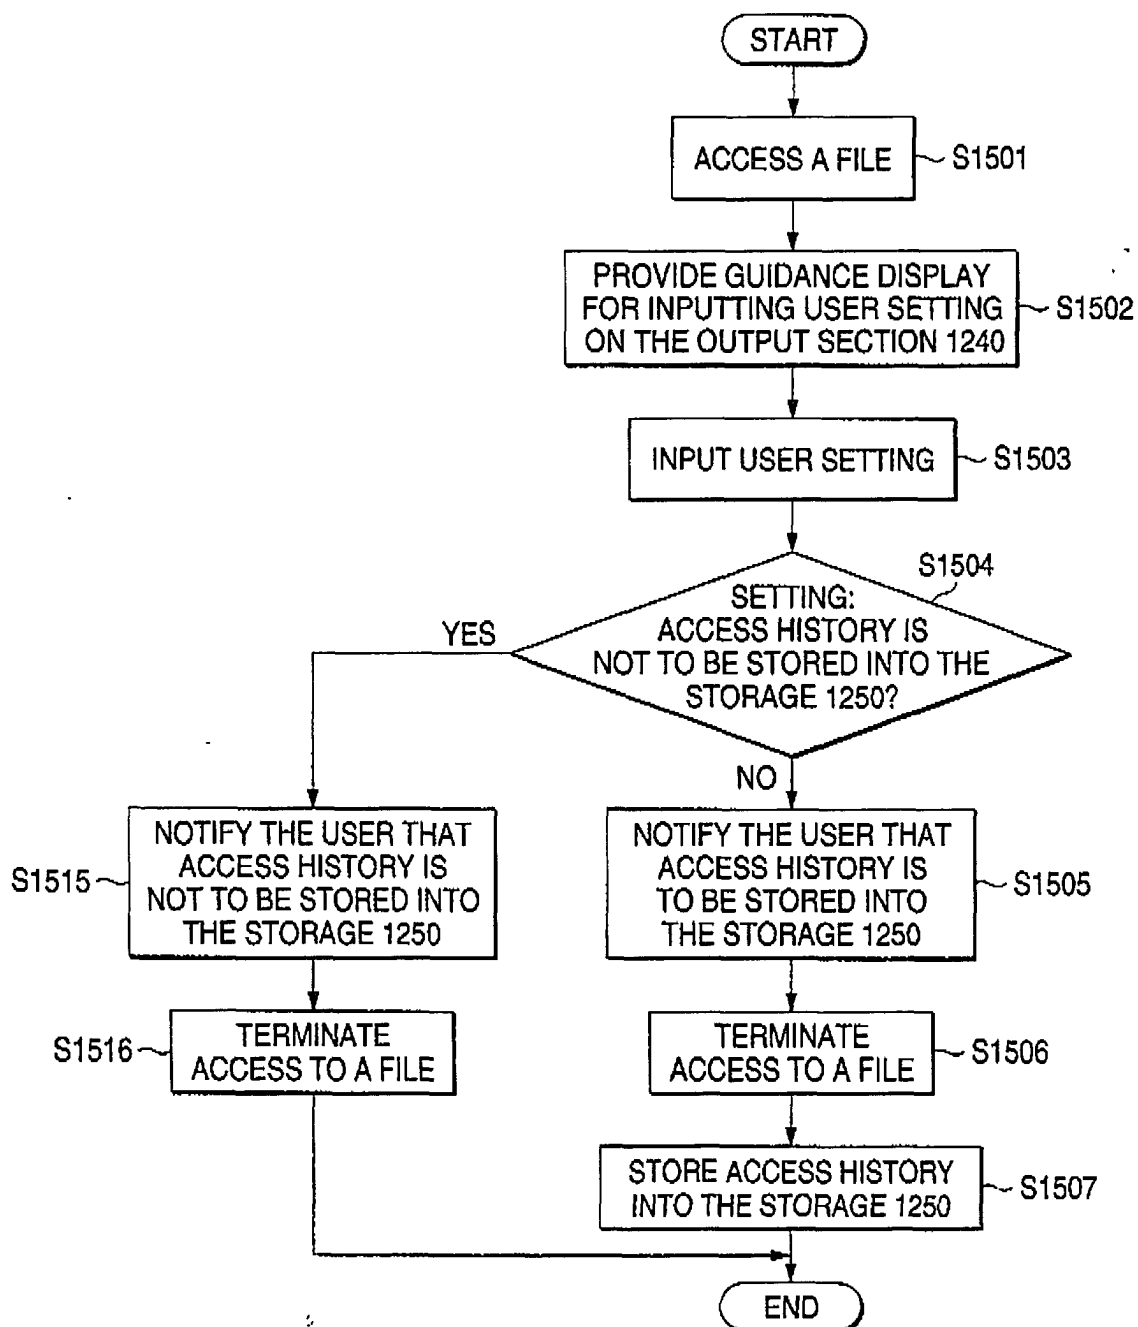 START
ACCESS A FILE
S1501
PROVIDE GUIDANCE DISPLAY
FOR INPUTTING USER SETTING
ON THE OUTPUT SECTION 1240
S1502
INPUT USER SETTING
S1503
S1504
SETTING:
ACCESS HISTORY IS
NOT TO BE STORED INTO THE
STORAGE 1250?
YES
NO
NOTIFY THE USER THAT
ACCESS HISTORY IS
NOT TO BE STORED INTO
THE STORAGE 1250
S1515
NOTIFY THE USER THAT
ACCESS HISTORY IS
TO BE STORED INTO
THE STORAGE 1250
S1505
TERMINATE
ACCESS TO A FILE
S1516
TERMINATE
ACCESS TO A FILE
S1506
STORE ACCESS HISTORY
INTO THE STORAGE 1250
S1507
END